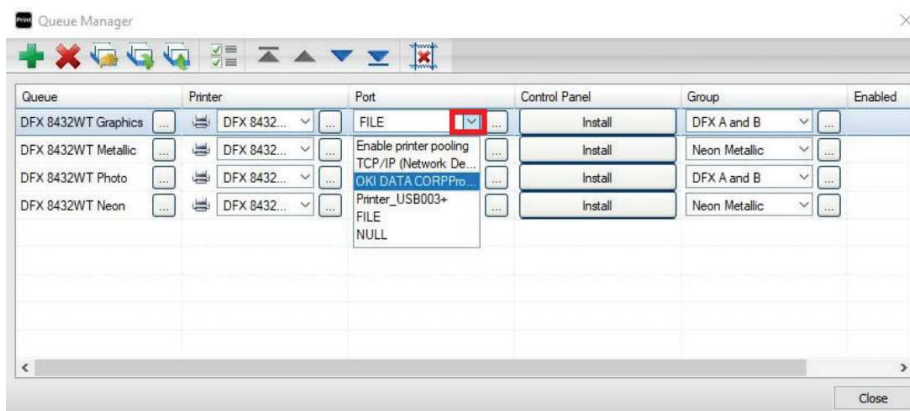 Print Queue Manager
Queue Printer Port Control Panel Group Enabled
DFX 8432WT Graphics ... DFX 8432... ... FILE ... Install DFX A and B ...
DFX 8432WT Metallic ... DFX 8432... ... Enable printer pooling ... Install Neon Metallic ...
TCP/IP (Network De...
DFX 8432WT Photo ... DFX 8432... ... OKI DATA CORPPro... ... Install DFX A and B ...
DFX 8432WT Neon ... DFX 8432... ... Printer_USB003+ ... Install Neon Metallic ...
FILE
NULL
Close